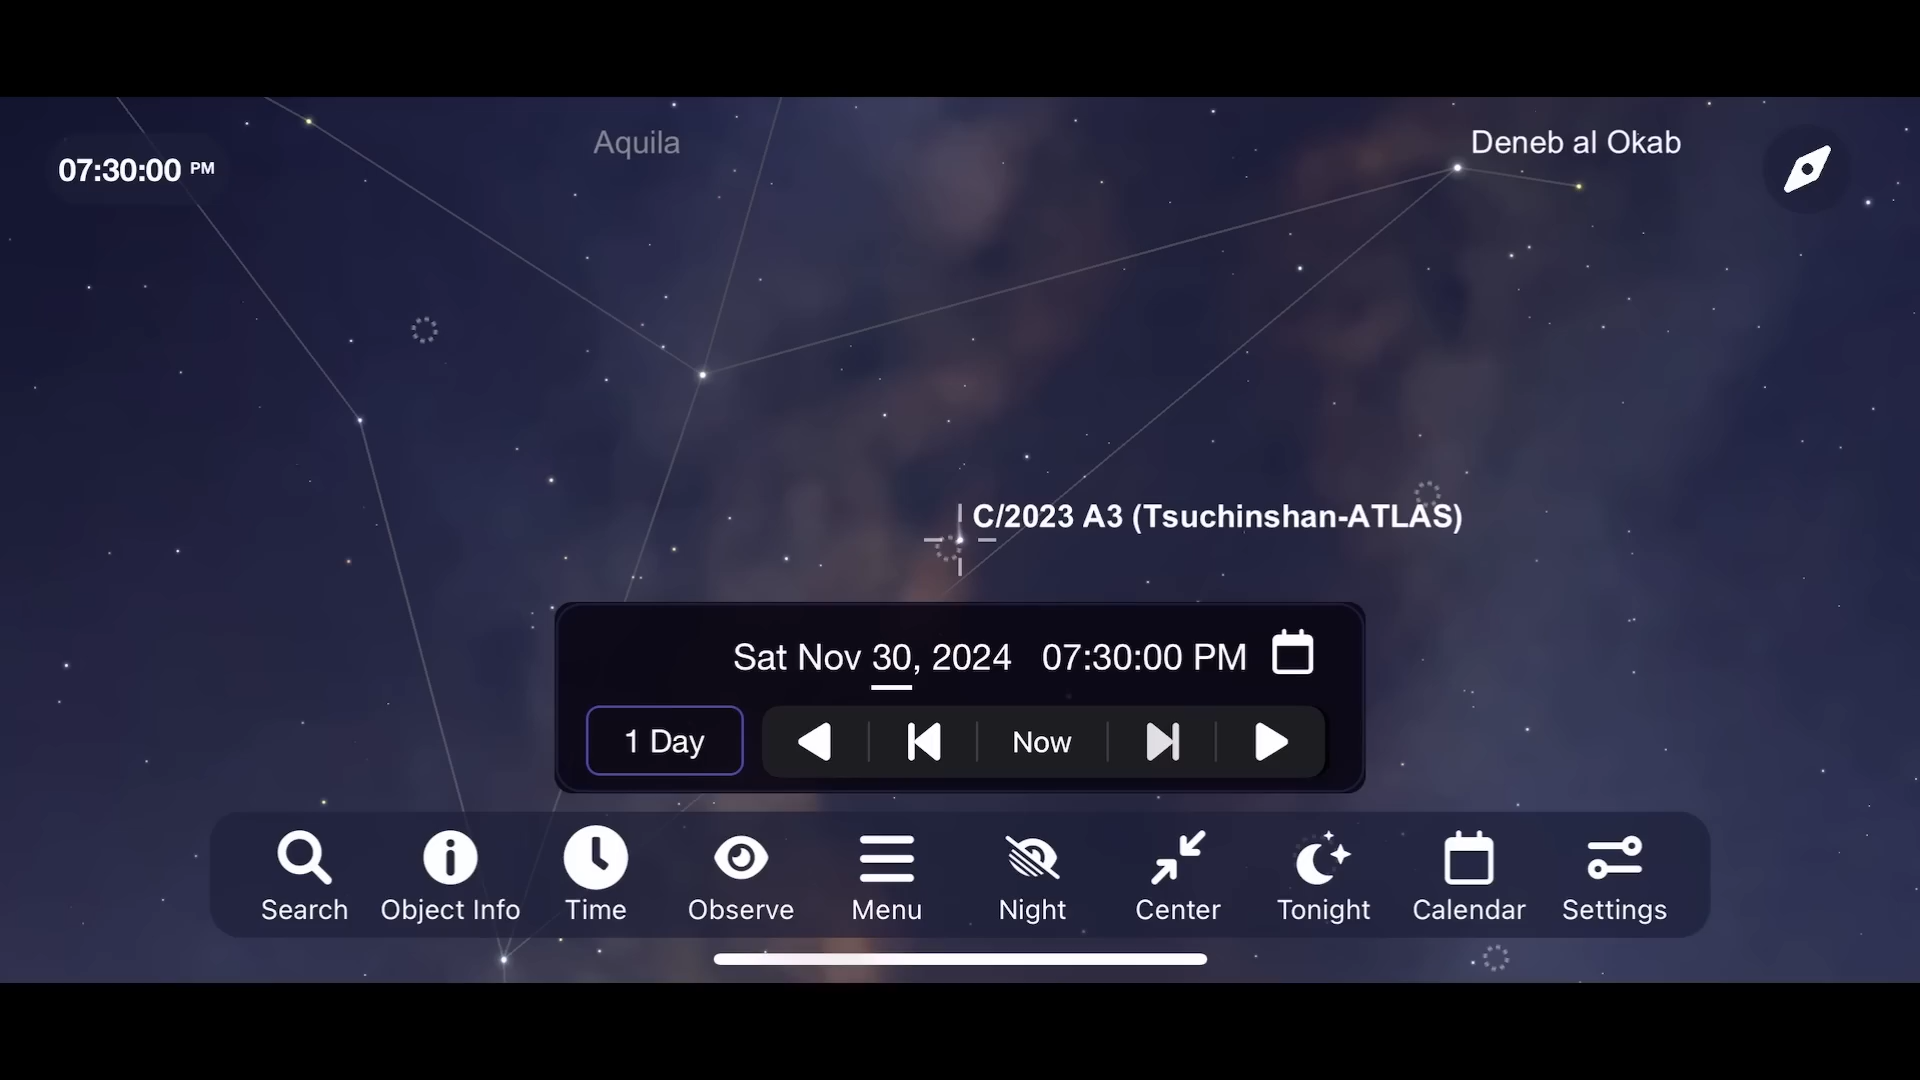 Aquila
Deneb al Okab
07:30:00 PM
C/2023 A3 (Tsuchinshan-ATLAS)
Sat Nov 30, 2024 07:30:00 PM
1 Day
Now
Search Object Info Time Observe Menu Night Center Tonight Calendar Settings